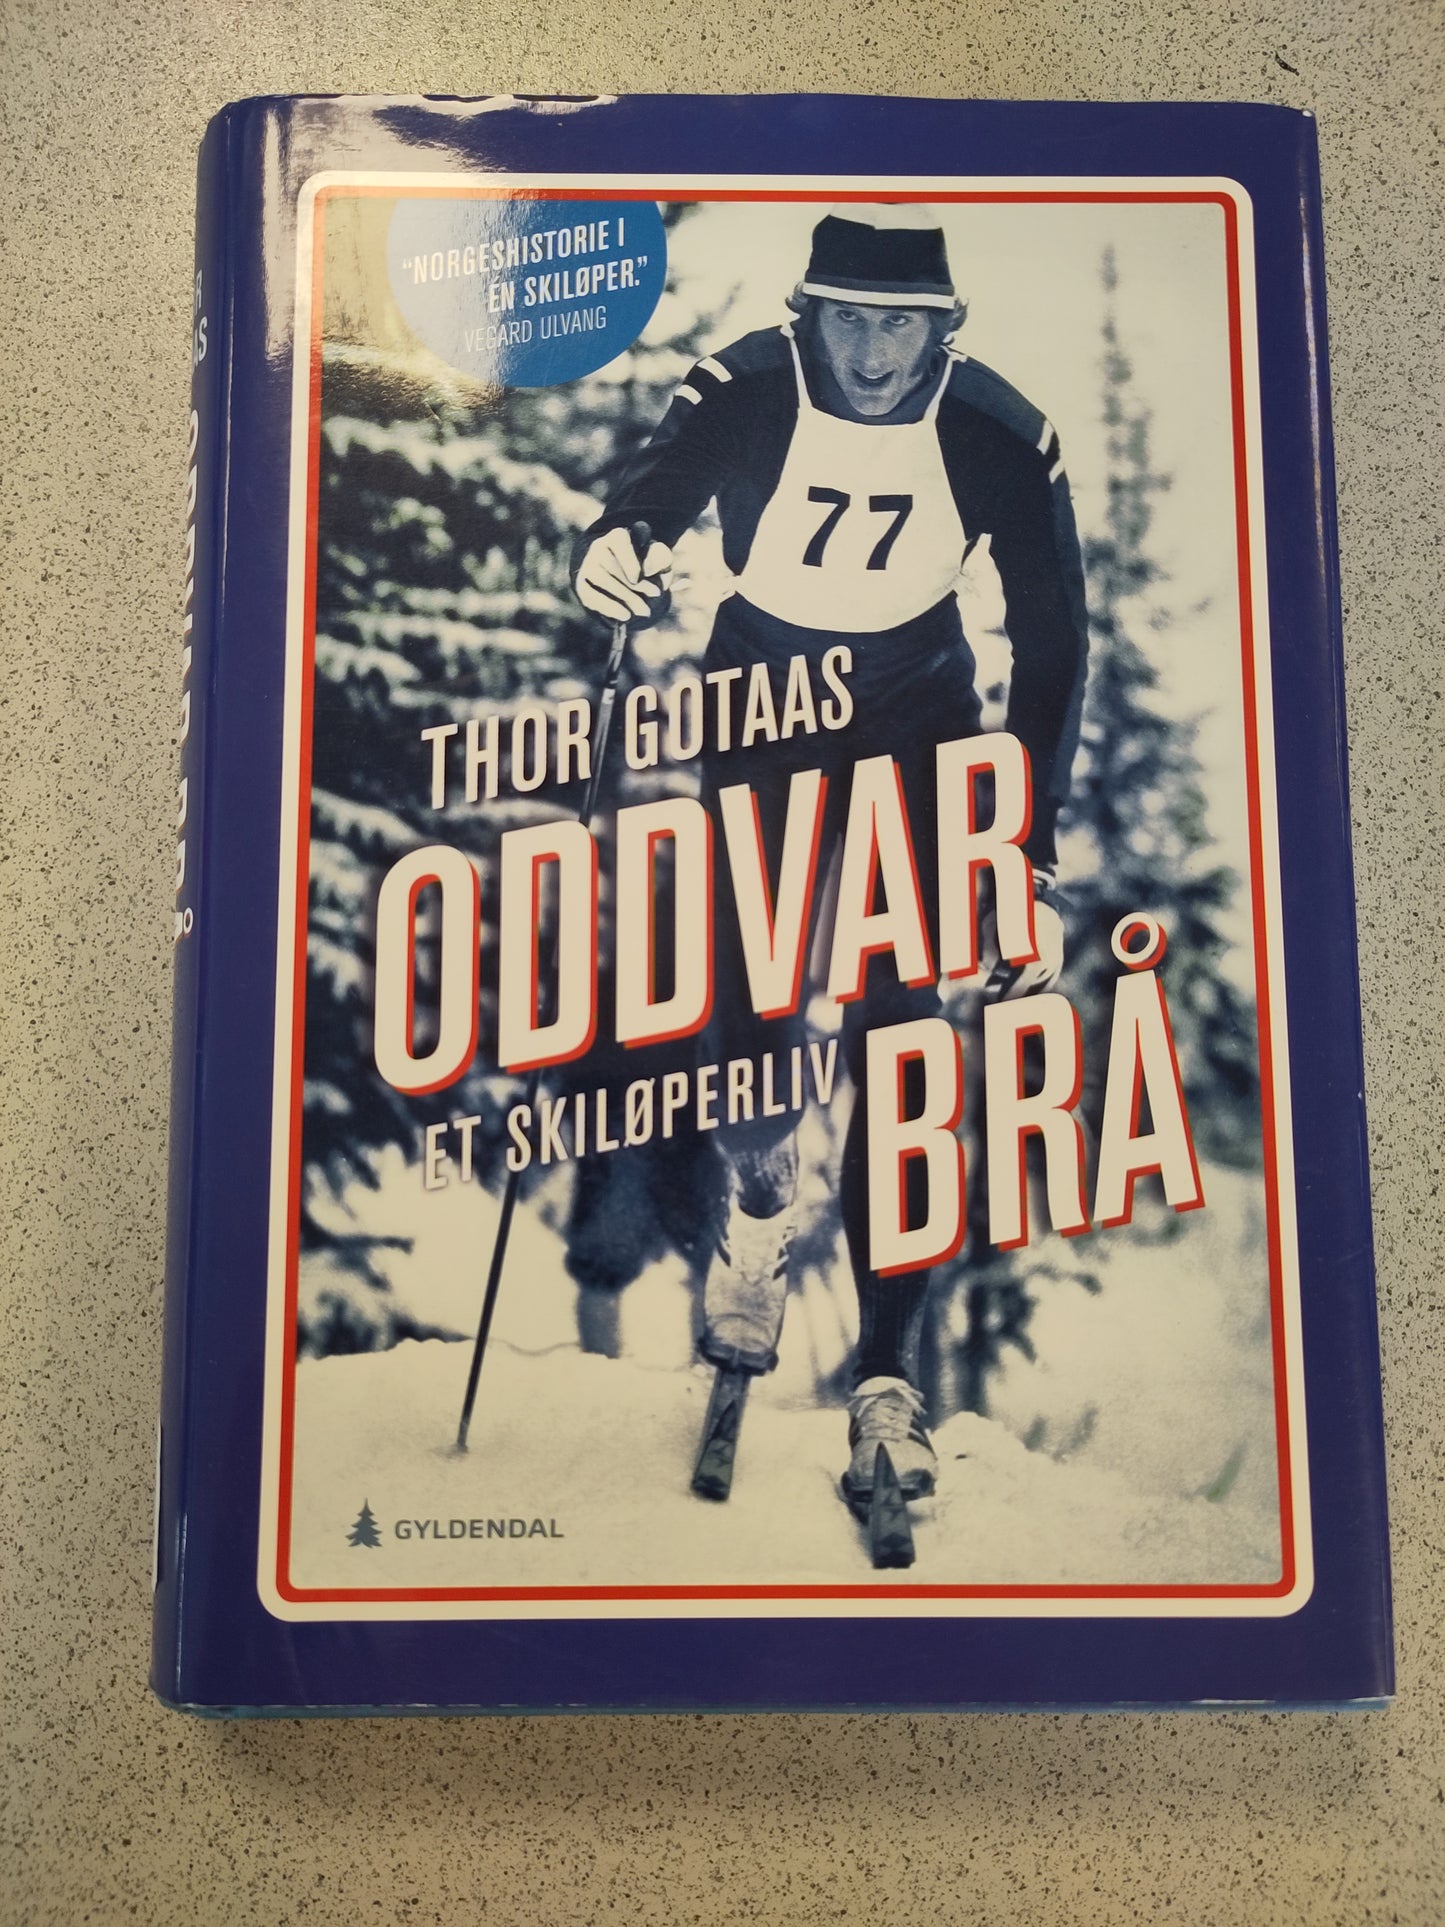 "NORGESHISTORIE I
ÉN SKILØPER."
VEGARD ULVANG
77
THOR GOTAAS
ODDVAR
BRÅ
ET SKILØPERLIV
GYLDENDAL